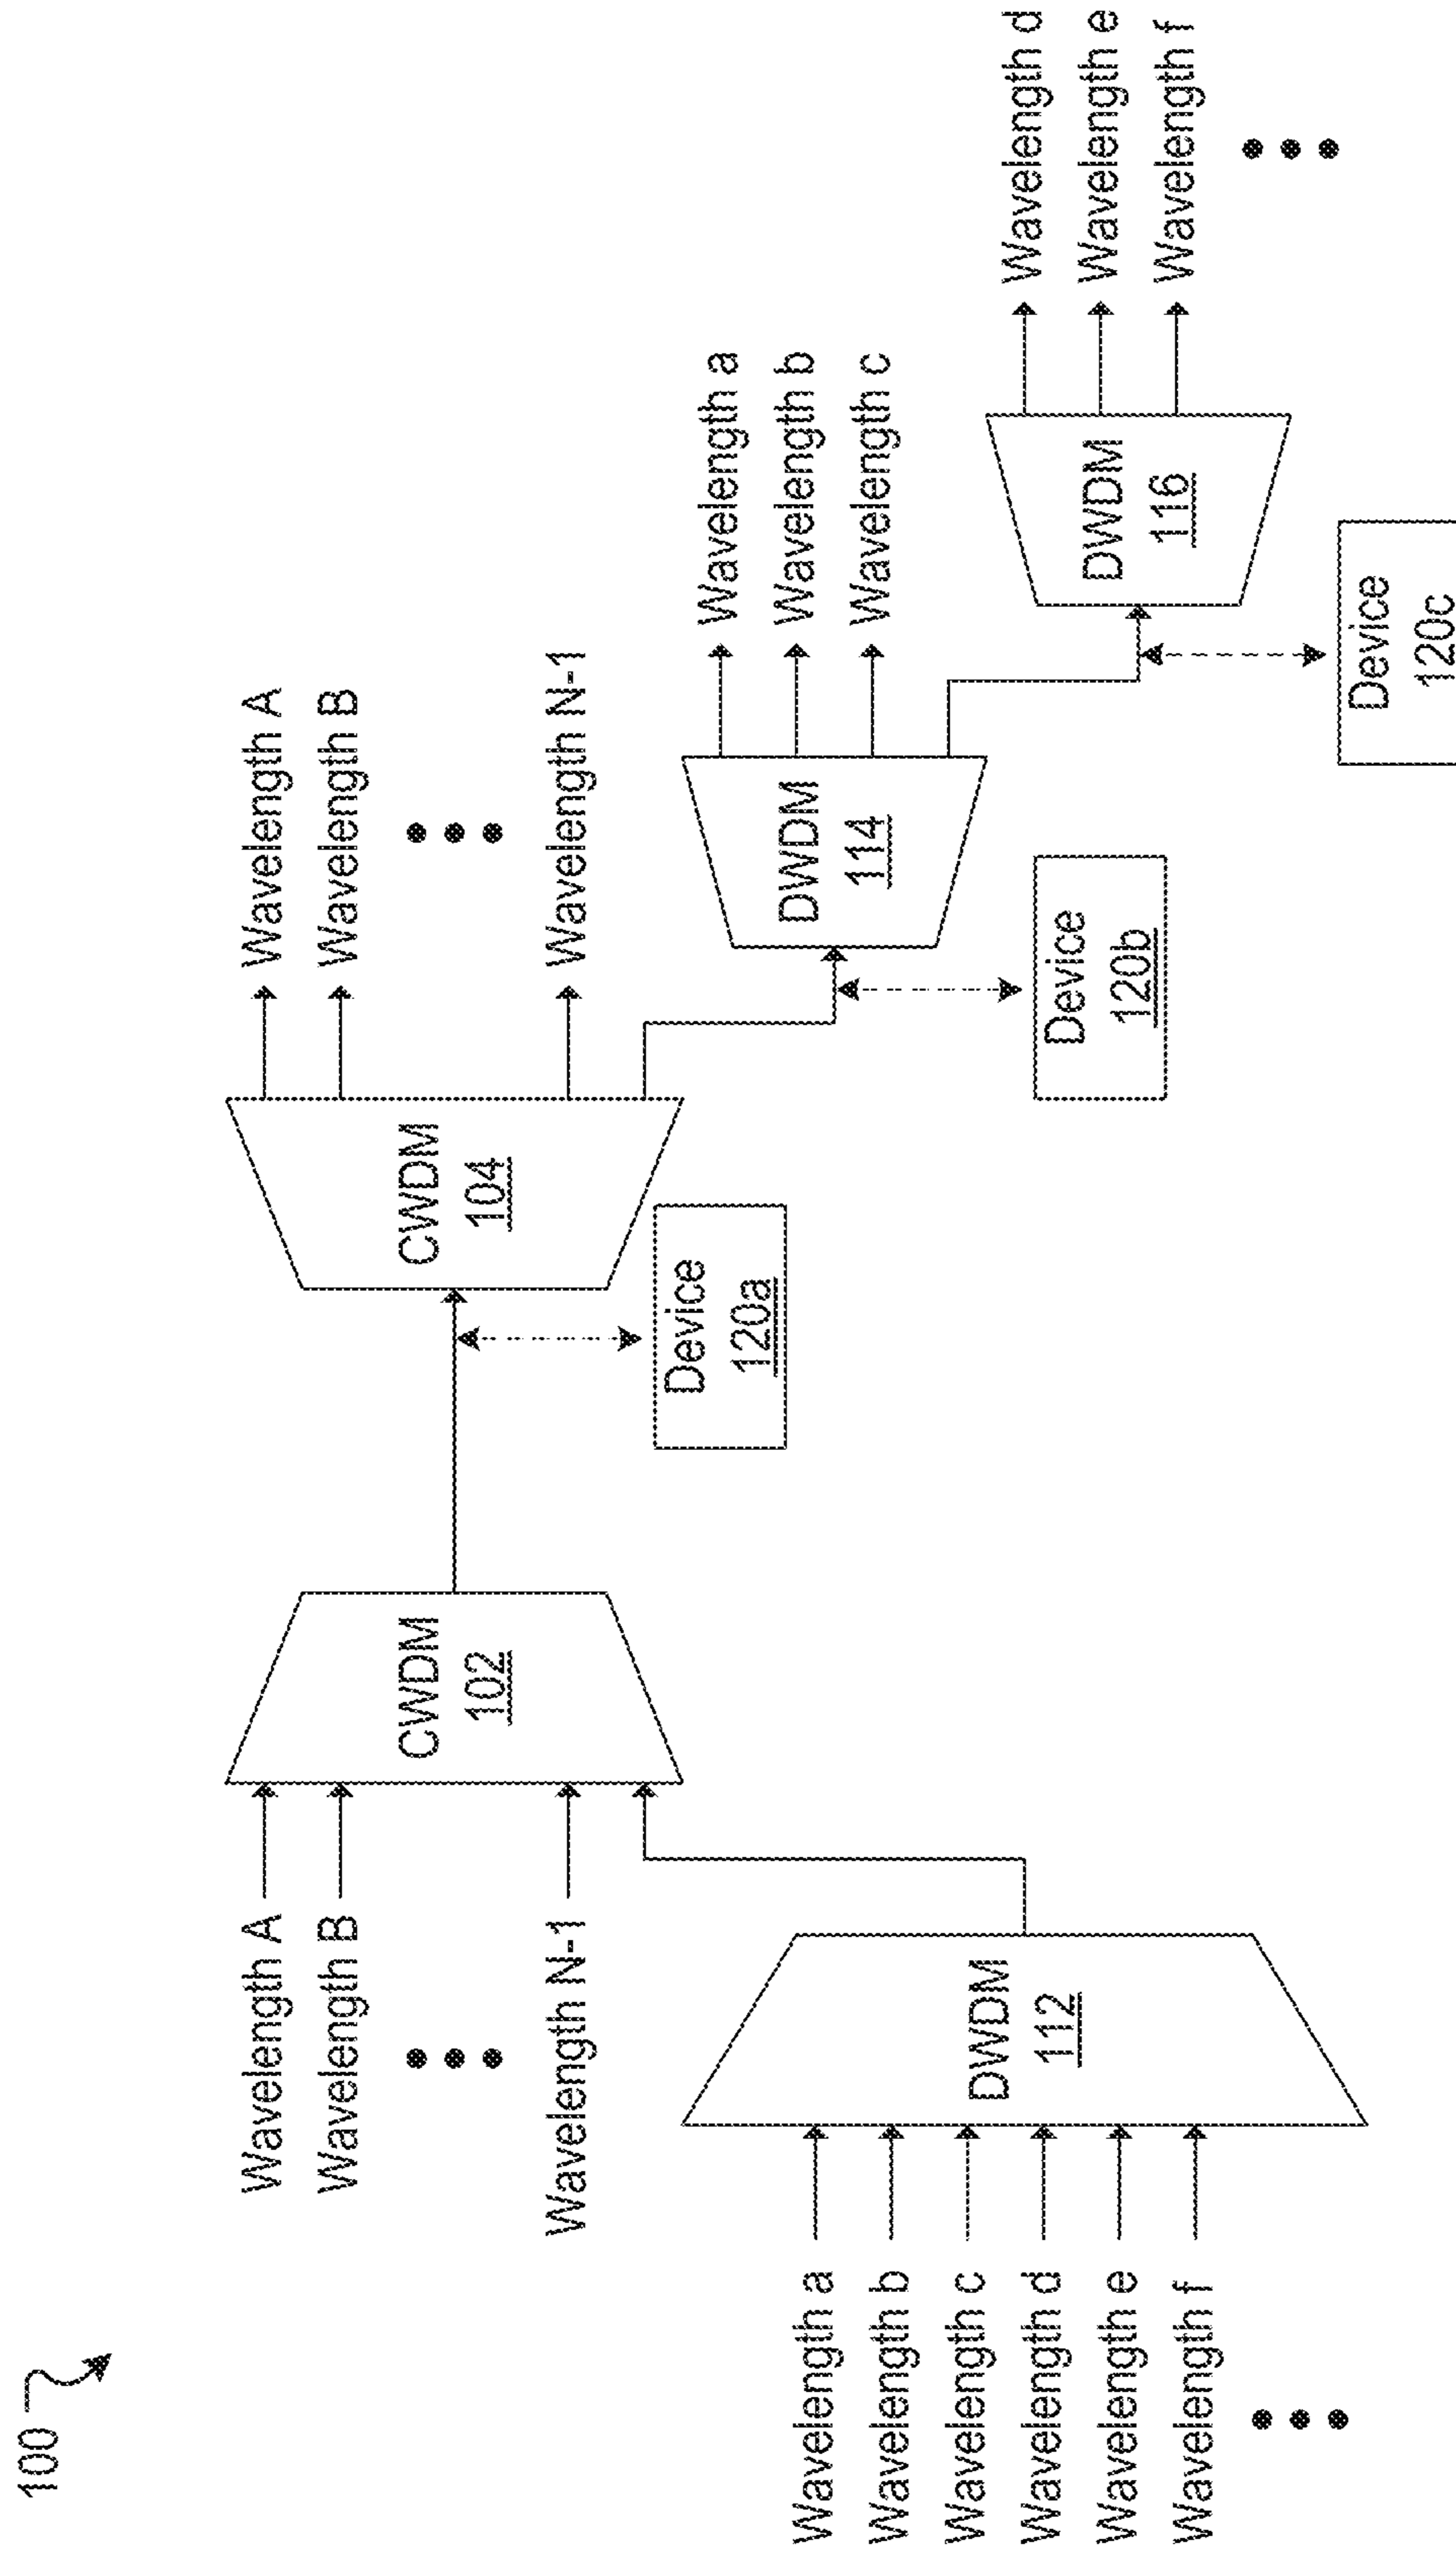 100
Wavelength A
Wavelength B
Wavelength N-1
Wavelength a
Wavelength b
Wavelength c
Wavelength d
Wavelength e
Wavelength f
DWDM
112
CWDM
102
Device
120a
CWDM
104
Wavelength A
Wavelength B
Wavelength N-1
Device
120b
DWDM
114
Wavelength a
Wavelength b
Wavelength c
Device
120c
DWDM
116
Wavelength d
Wavelength e
Wavelength f